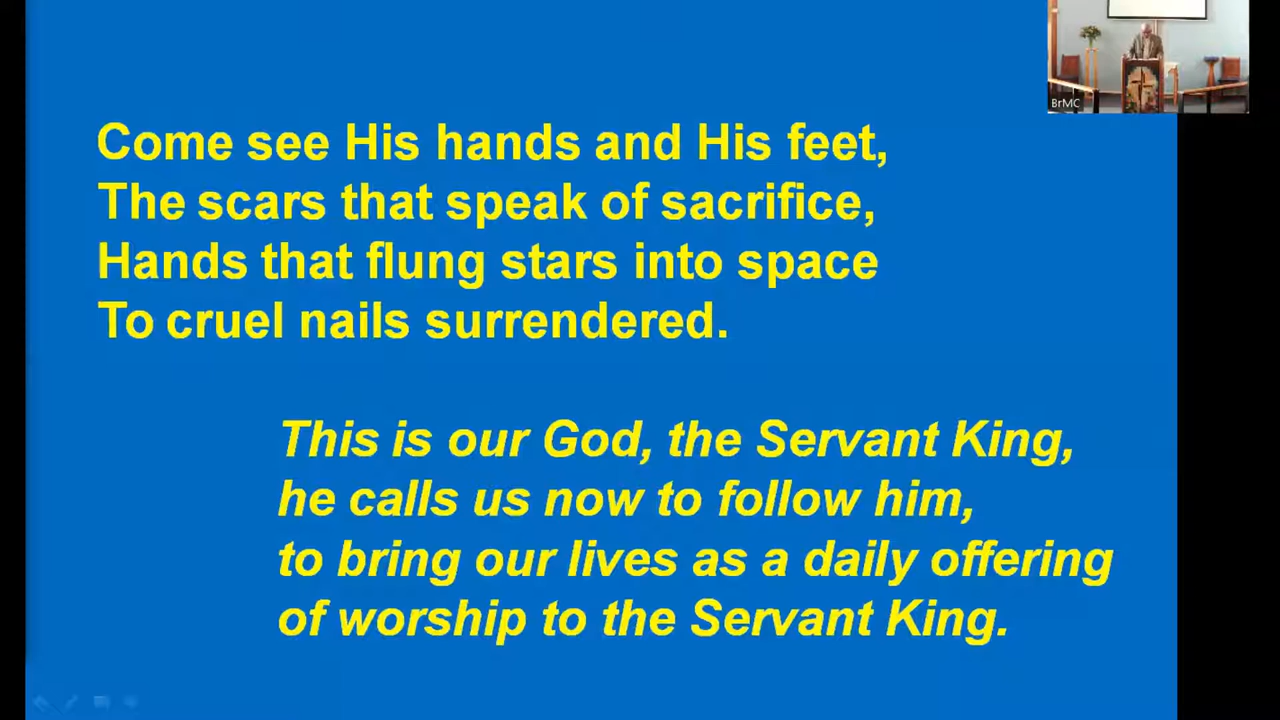 BrMC
Come see His hands and His feet,
The scars that speak of sacrifice,
Hands that flung stars into space
To cruel nails surrendered.
This is our God, the Servant King,
he calls us now to follow him,
to bring our lives as a daily offering
of worship to the Servant King.